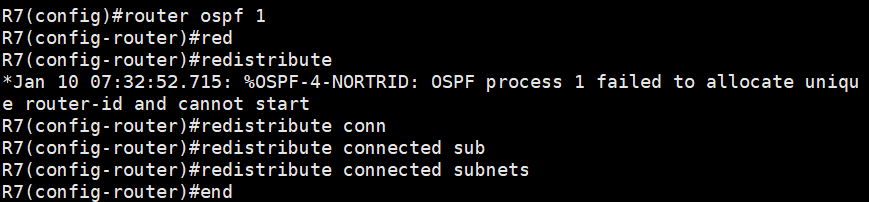 R7(config)#router ospf 1
R7(config-router)#red
R7(config-router)#redistribute
*Jan 10 07:32:52.715: %OSPF-4-NORTRID: OSPF process 1 failed to allocate uniqu
e router-id and cannot start
R7(config-router)#redistribute conn
R7(config-router)#redistribute connected sub
R7(config-router)#redistribute connected subnets
R7(config-router)#end